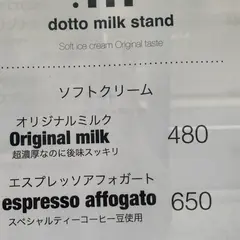 dotto milk stand
Soft ice cream Original taste
ソフトクリーム
オリジナルミルク
Original milk 480
超濃厚なのに後味スッキリ
エスプレッソアフォガート
espresso affogato 650
スペシャルティーコーヒー豆使用